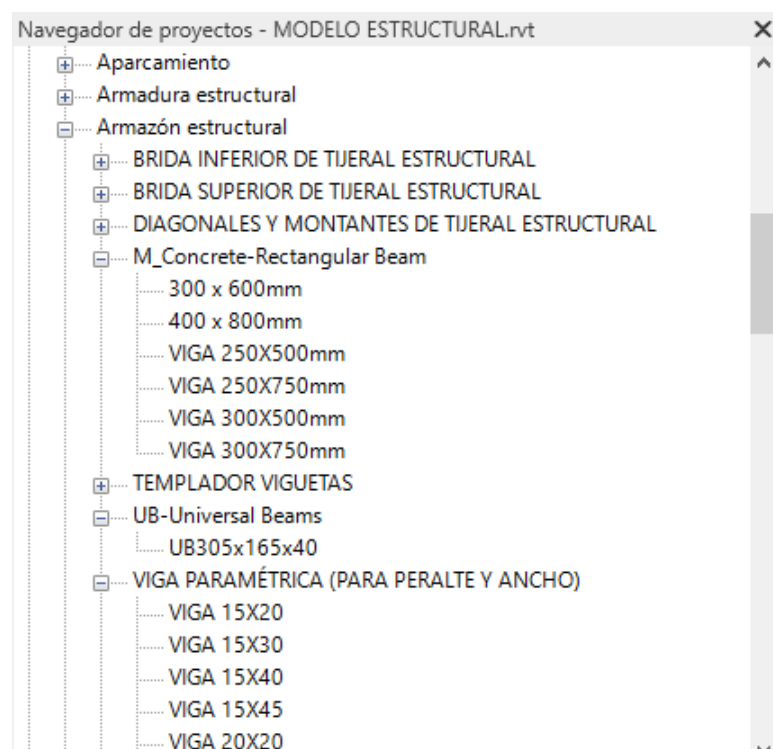 Navegador de proyectos - MODELO ESTRUCTURAL.rvt
Aparcamiento
Armadura estructural
Armazón estructural
BRIDA INFERIOR DE TIJERAL ESTRUCTURAL
BRIDA SUPERIOR DE TIJERAL ESTRUCTURAL
DIAGONALES Y MONTANTES DE TIJERAL ESTRUCTURAL
M_Concrete-Rectangular Beam
300 x 600mm
400 x 800mm
VIGA 250X500mm
VIGA 250X750mm
VIGA 300X500mm
VIGA 300X750mm
TEMPLADOR VIGUETAS
UB-Universal Beams
UB305x165x40
VIGA PARAMÉTRICA (PARA PERALTE Y ANCHO)
VIGA 15X20
VIGA 15X30
VIGA 15X40
VIGA 15X45
VIGA 20X20